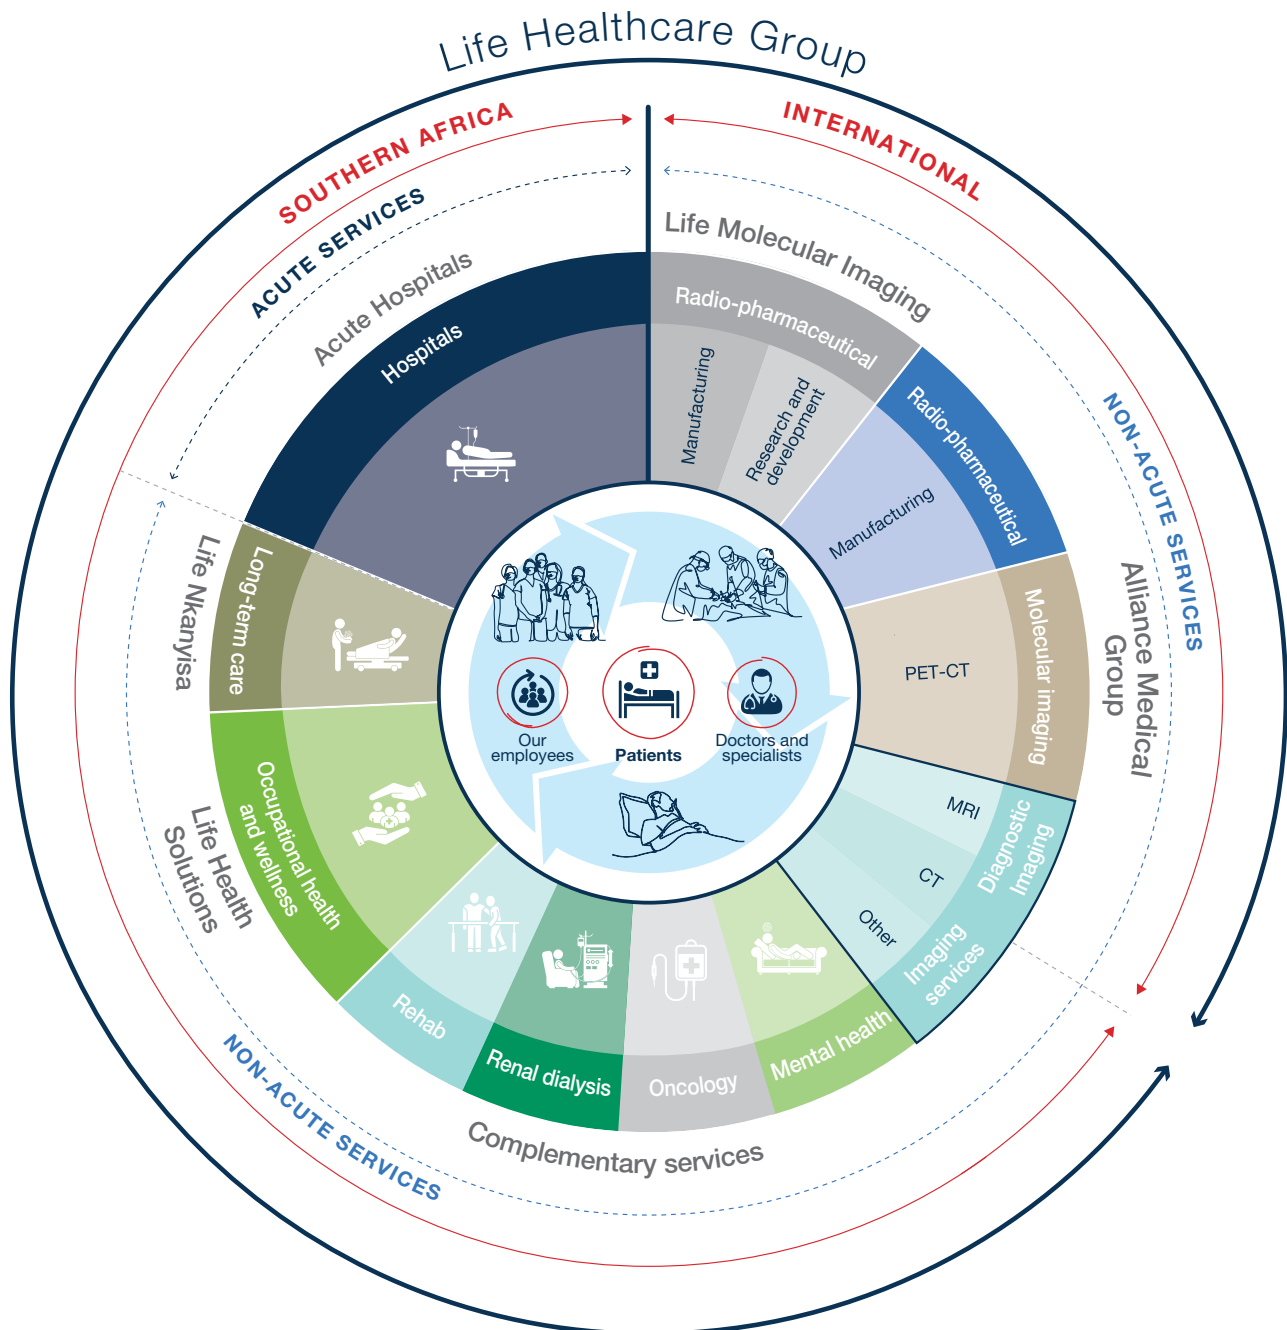 Life Healthcare Group
SOUTHERN AFRICA
INTERNATIONAL
ACUTE SERVICES
Acute Hospitals
Hospitals
Life Molecular Imaging
Radio-pharmaceutical
Manufacturing
Research and
development
Radio-pharmaceutical
Manufacturing
NON-ACUTE SERVICES
Alliance Medical
Group
Molecular imaging
PET-CT
MRI
CT
Other
Diagnostic
Imaging
Imaging
services
Life Nkanyisa
Long-term care
Our
employees
Patients
Doctors and
specialists
Life Health
Solutions
Occupational health
and wellness
Rehab
Renal dialysis
Oncology
Mental health
Complementary services
NON-ACUTE SERVICES